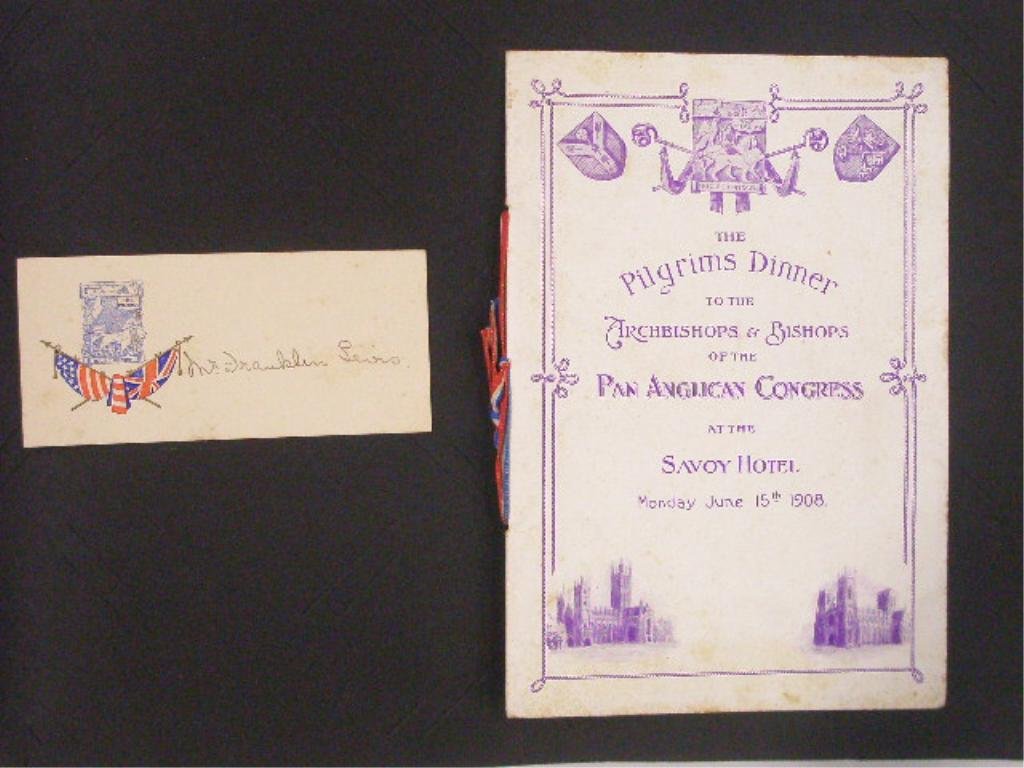 Mr Franklin Lewis.
THE
Pilgrims Dinner
TO THE
ARCHBISHOPS & BISHOPS
OF THE
PAN ANGLICAN CONGRESS
AT THE
SAVOY HOTEL
Monday June 15th 1908.